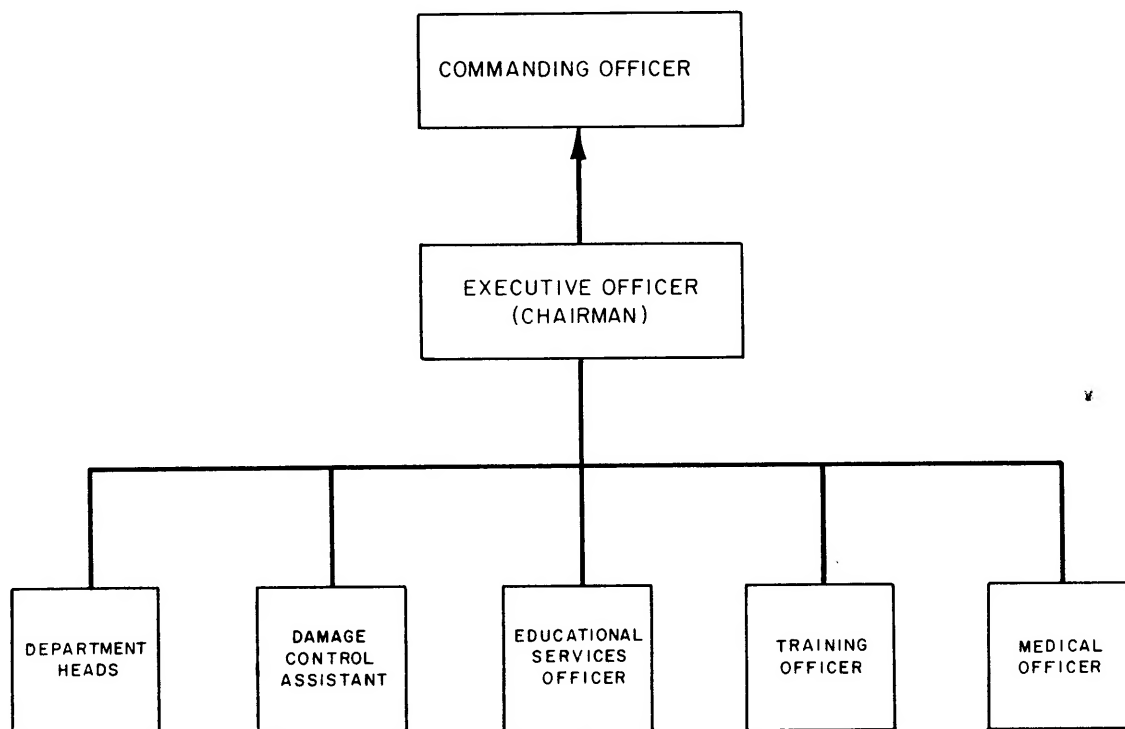 COMMANDING OFFICER
EXECUTIVE OFFICER
(CHAIRMAN)
DEPARTMENT
HEADS
DAMAGE
CONTROL
ASSISTANT
EDUCATIONAL
SERVICES
OFFICER
TRAINING
OFFICER
MEDICAL
OFFICER